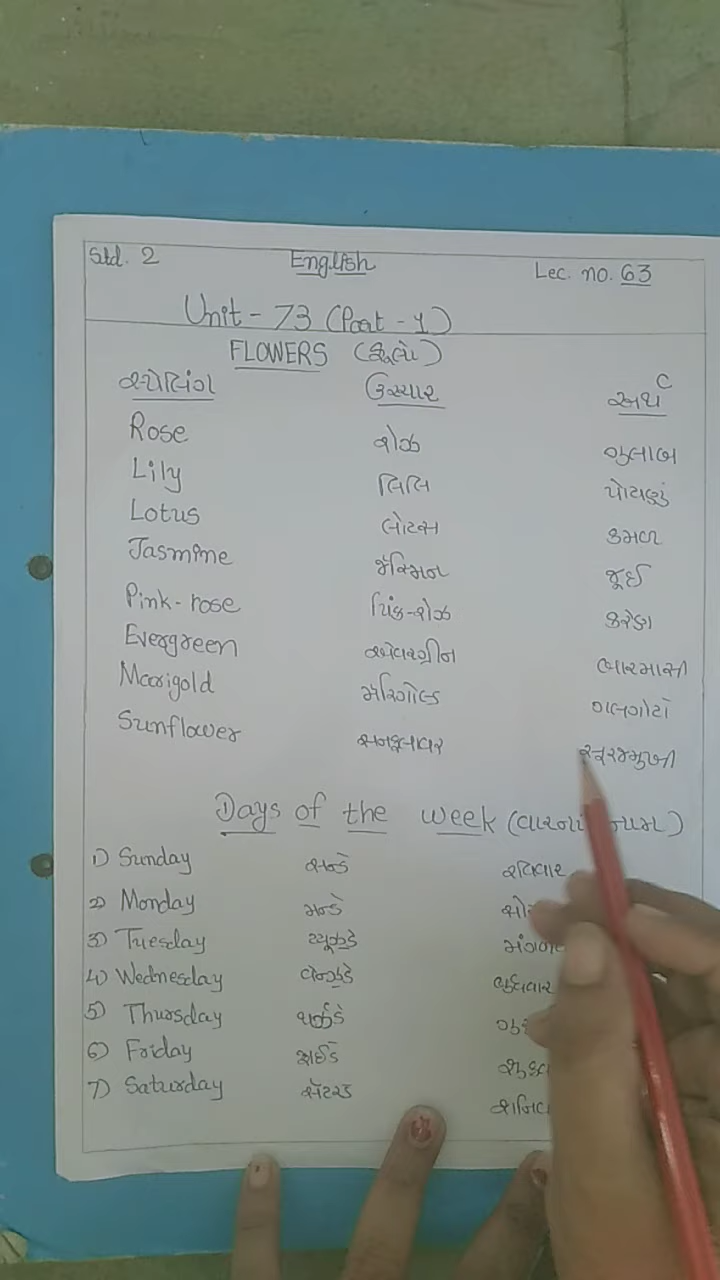 Std. 2 English Lec. no. 63
Unit - 73 (Part - 1)
FLOWERS (ફૂલો)
સ્પેલિંગ ઉચ્ચાર અર્થ
Rose રોઝ ગુલાબ
Lily લિલિ પોયણું
Lotus લોટસ કમળ
Jasmine જૅસ્મિન જૂઈ
Pink-rose પિંક-રોઝ કરેણ
Evergreen એવરગ્રીન બારમાસી
Marigold મૅરિગોલ્ડ ગલગોટો
Sunflower સનફ્લાવર સૂરજમુખી
Days of the week (વારનાં નામ)
1) Sunday સન્ડે રવિવાર
2) Monday મન્ડે
3) Tuesday ટ્યૂઝડે
4) Wednesday વેન્ઝડે બુધવાર
5) Thursday થર્ઝડે
6) Friday ફ્રાઈડે
7) Saturday સૅટરડે